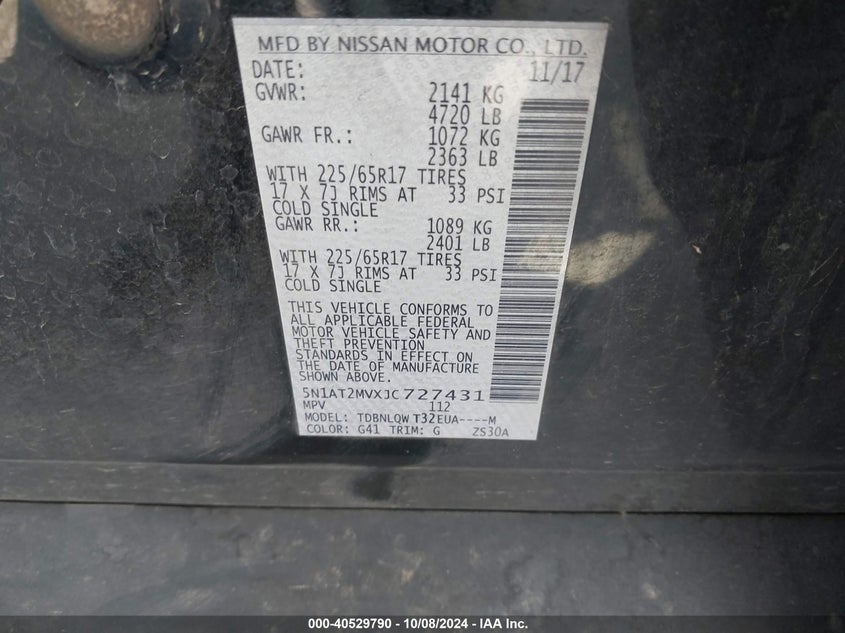 MFD BY NISSAN MOTOR CO., LTD.
DATE: 11/17
GVWR: 2141 KG
4720 LB
GAWR FR.: 1072 KG
2363 LB
WITH 225/65R17 TIRES
17 X 7J RIMS AT 33 PSI
COLD SINGLE
GAWR RR.: 1089 KG
2401 LB
WITH 225/65R17 TIRES
17 X 7J RIMS AT 33 PSI
COLD SINGLE
THIS VEHICLE CONFORMS TO
ALL APPLICABLE FEDERAL
MOTOR VEHICLE SAFETY AND
THEFT PREVENTION
STANDARDS IN EFFECT ON
THE DATE OF MANUFACTURE
SHOWN ABOVE.
5N1AT2MVXJC727431
MPV 112
MODEL: TDBNLQW T32EUA----M
COLOR: G41 TRIM: G ZS30A
000-40529790 - 10/08/2024 - IAA Inc.